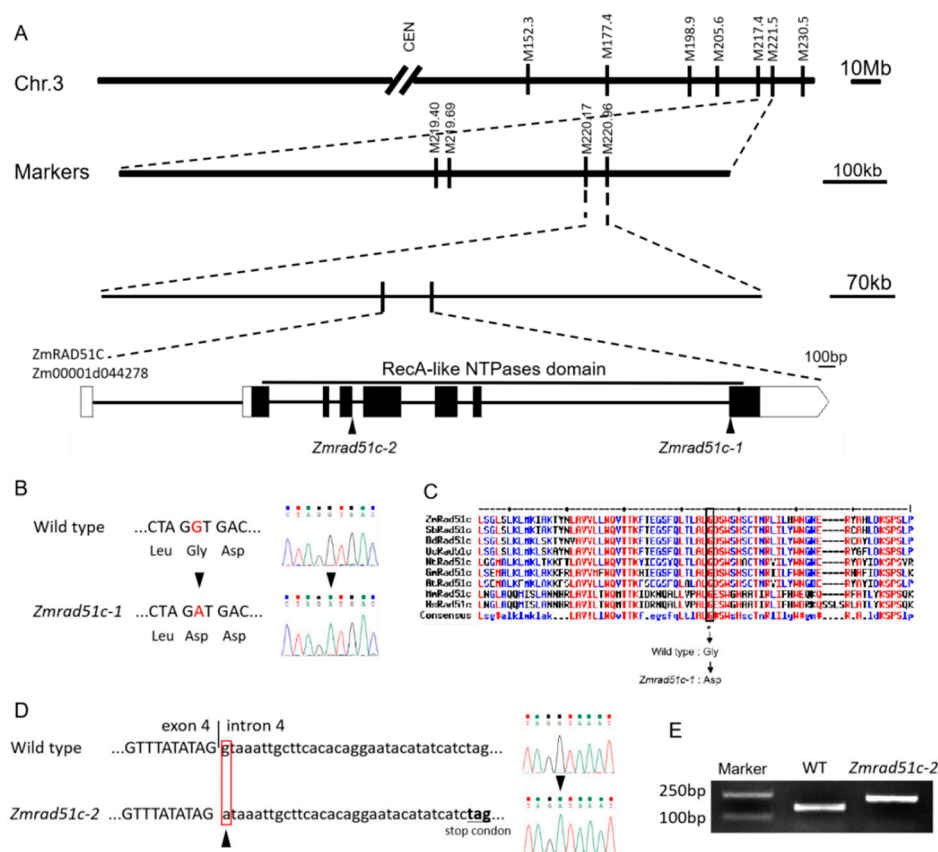 A
CEN
M152.3
M177.4
M198.9
M205.6
M217.4
M221.5
M230.5
Chr.3
10Mb
M219.40
M219.69
M220.17
M220.96
Markers
100kb
70kb
ZmRAD51C
Zm00001d044278
RecA-like NTPases domain
100bp
Zmrad51c-2
Zmrad51c-1
B
Wild type
...CTA GGT GAC...
Leu Gly Asp
C T A G G T G A C
Zmrad51c-1
...CTA GAT GAC...
Leu Asp Asp
C T A G A T G A C
C
ZmRad51c
SbRad51c
BdRad51c
NtRad51c
GmRad51c
AtRad51c
MmRad51c
HsRad51c
Consensus
Wild type : Gly
Zmrad51c-1 : Asp
D
exon 4 intron 4
Wild type
...GTTTATATAG gtaaattgcttcacacaggaatacatatcatctag...
T A G G T A A A T
Zmrad51c-2
...GTTTATATAG ataaattgcttcacacaggaatacatatcatctag...
stop condon
T A G A T A A A T
E
Marker WT Zmrad51c-2
250bp
100bp